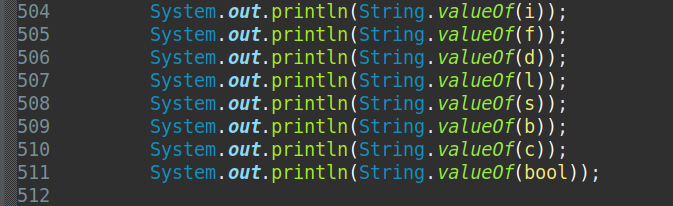 504 System.out.println(String.valueOf(i));
505 System.out.println(String.valueOf(f));
506 System.out.println(String.valueOf(d));
507 System.out.println(String.valueOf(l));
508 System.out.println(String.valueOf(s));
509 System.out.println(String.valueOf(b));
510 System.out.println(String.valueOf(c));
511 System.out.println(String.valueOf(bool));
512